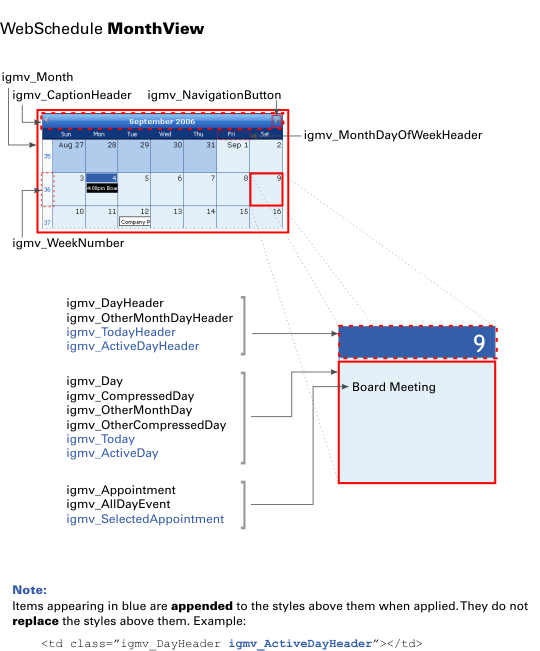 WebSchedule MonthView
igmv_Month
igmv_CaptionHeader igmv_NavigationButton
September 2006
igmv_MonthDayOfWeekHeader
Sun Mon Tue Wed Thu Fri Sat
35 Aug 27 28 29 30 31 Sep 1 2
36 3 4 5 6 7 8 9
4:00pm Boar
37 10 11 12 13 14 15 16
Company P
igmv_WeekNumber
igmv_DayHeader
igmv_OtherMonthDayHeader
igmv_TodayHeader
igmv_ActiveDayHeader
9
igmv_Day
igmv_CompressedDay
igmv_OtherMonthDay
igmv_OtherCompressedDay
igmv_Today
igmv_ActiveDay
Board Meeting
igmv_Appointment
igmv_AllDayEvent
igmv_SelectedAppointment
Note:
Items appearing in blue are appended to the styles above them when applied. They do not
replace the styles above them. Example:
<td class=”igmv_DayHeader igmv_ActiveDayHeader”></td>